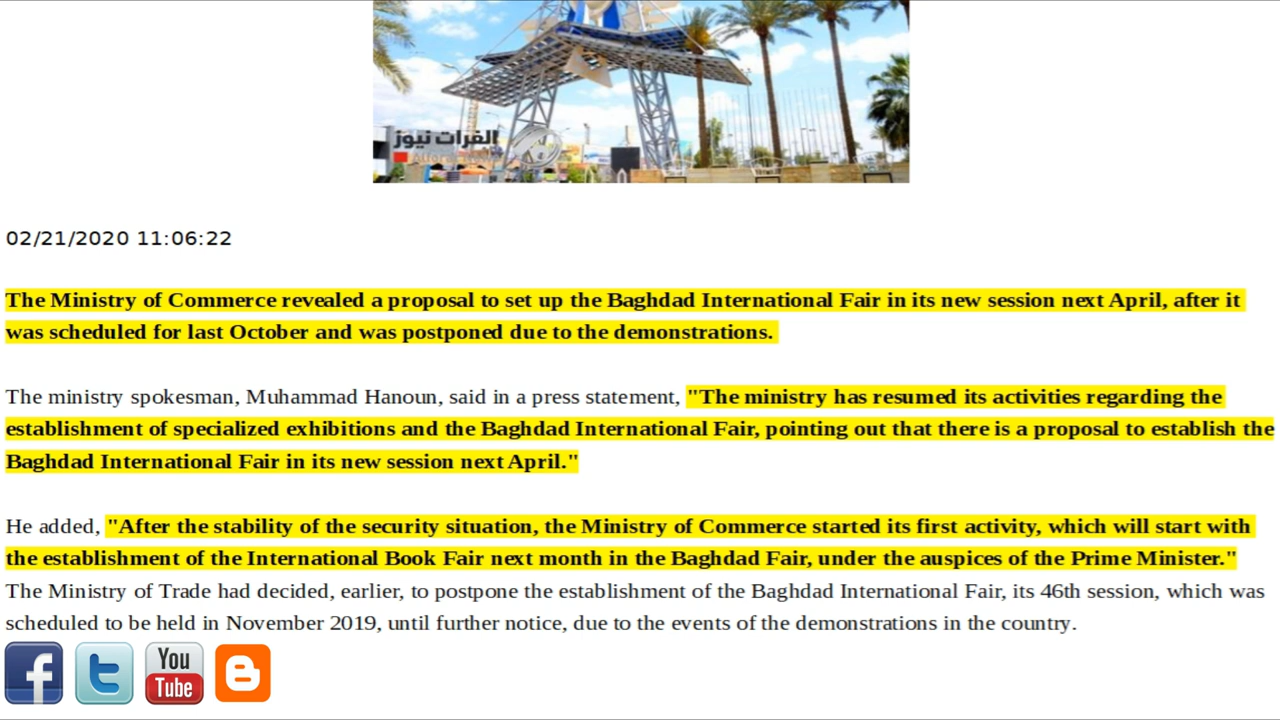 الفرات نيوز
02/21/2020 11:06:22
The Ministry of Commerce revealed a proposal to set up the Baghdad International Fair in its new session next April, after it
was scheduled for last October and was postponed due to the demonstrations.
The ministry spokesman, Muhammad Hanoun, said in a press statement, "The ministry has resumed its activities regarding the
establishment of specialized exhibitions and the Baghdad International Fair, pointing out that there is a proposal to establish the
Baghdad International Fair in its new session next April."
He added, "After the stability of the security situation, the Ministry of Commerce started its first activity, which will start with
the establishment of the International Book Fair next month in the Baghdad Fair, under the auspices of the Prime Minister."
The Ministry of Trade had decided, earlier, to postpone the establishment of the Baghdad International Fair, its 46th session, which was
scheduled to be held in November 2019, until further notice, due to the events of the demonstrations in the country.
You
Tube